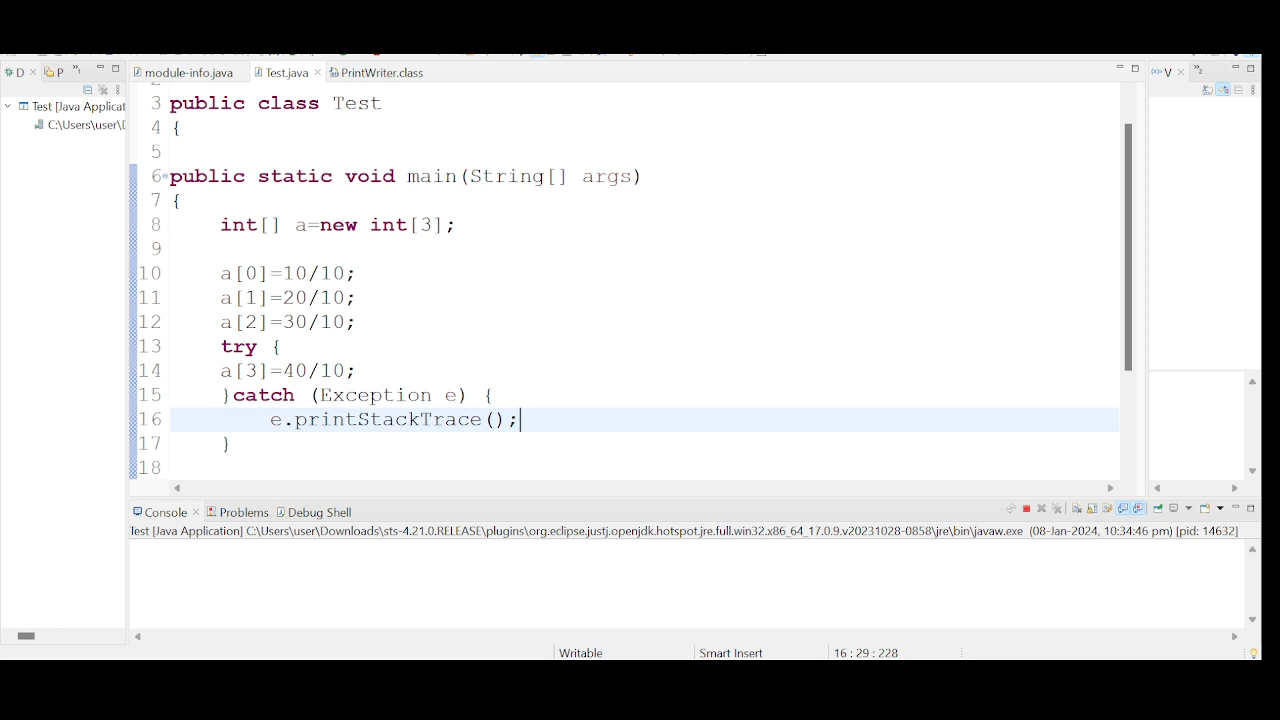 D P »1
module-info.java Test.java PrintWriter.class
V »2
Test [Java Applicat
C:\Users\user\D
3 public class Test
4 {
5
6 public static void main(String[] args)
7 {
8 int[] a=new int[3];
9
10 a[0]=10/10;
11 a[1]=20/10;
12 a[2]=30/10;
13 try {
14 a[3]=40/10;
15 }catch (Exception e) {
16 e.printStackTrace();
17 }
18
Console Problems Debug Shell
Test [Java Application] C:\Users\user\Downloads\sts-4.21.0.RELEASE\plugins\org.eclipse.justj.openjdk.hotspot.jre.full.win32.x86_64_17.0.9.v20231028-0858\jre\bin\javaw.exe (08-Jan-2024, 10:34:46 pm) [pid: 14632]
Writable Smart Insert 16 : 29 : 228